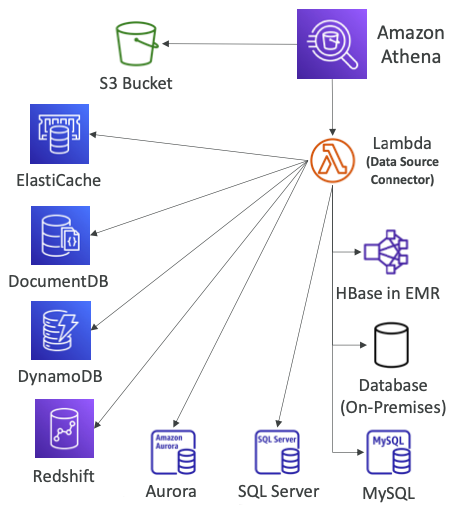 Amazon
Athena
S3 Bucket
Lambda
(Data Source
Connector)
ElastiCache
DocumentDB
HBase in EMR
DynamoDB
Database
(On-Premises)
Redshift
Amazon
Aurora
Aurora
SQL Server
SQL Server
MySQL
MySQL